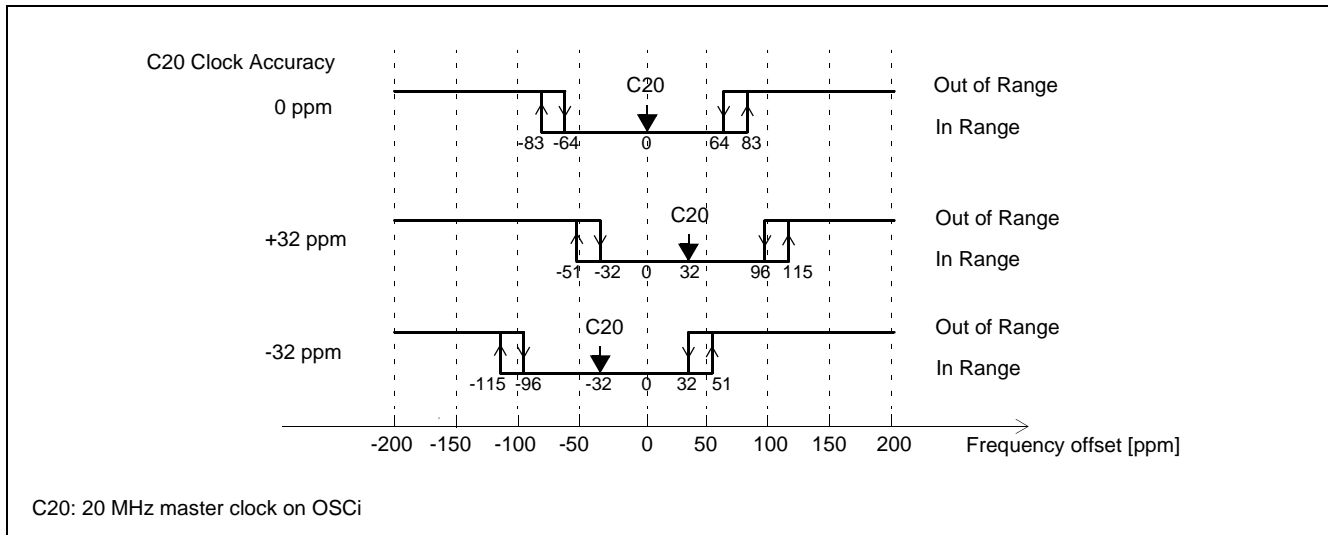 C20 Clock Accuracy
0 ppm
C20
Out of Range
In Range
-83 -64 0 64 83
+32 ppm
C20
Out of Range
In Range
-51 -32 0 32 96 115
-32 ppm
C20
Out of Range
In Range
-115 -96 -32 0 32 51
-200 -150 -100 -50 0 50 100 150 200 Frequency offset [ppm]
C20: 20 MHz master clock on OSCi